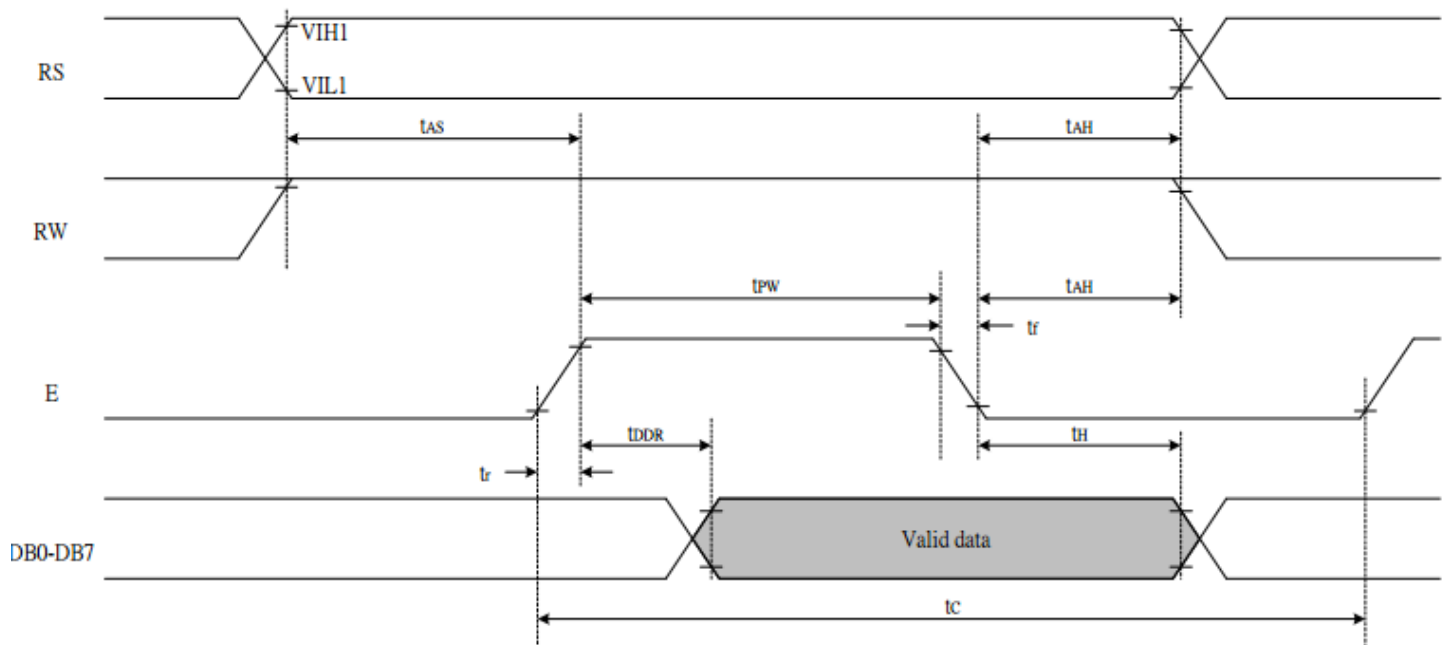 VIH1
RS
VIL1
tAS
tAH
RW
tPW
tAH
tf
E
tDDR
tH
tr
Valid data
DB0-DB7
tC